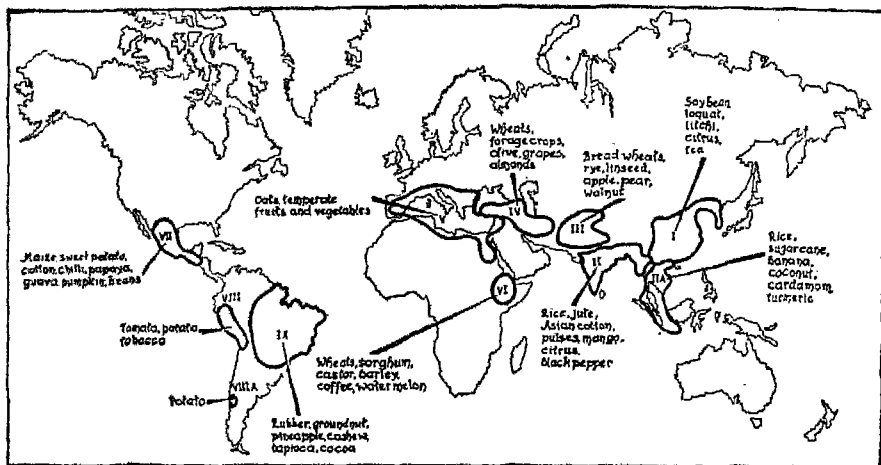 Soybean
loquat,
litchi,
citrus,
tea
Wheats,
forage crops,
olive, grapes,
almonds
Bread wheats,
rye, linseed,
apple, pear,
walnut
Oats, temperate
fruits and vegetables
V
IV
III
I
VII
II
IIA
Rice,
sugarcane,
banana,
coconut,
cardamom,
turmeric
Maize, sweet potato,
cotton, chilli, papaya,
guava, pumpkin, beans
VI
VIII
IX
Tomato, potato,
tobacco
Wheats, sorghum,
castor, barley,
coffee, water melon
Rice, jute,
Asian cotton,
pulses, mango,
citrus,
black pepper
VIIIA
Potato
Rubber, groundnut,
pineapple, cashew,
tapioca, cocoa